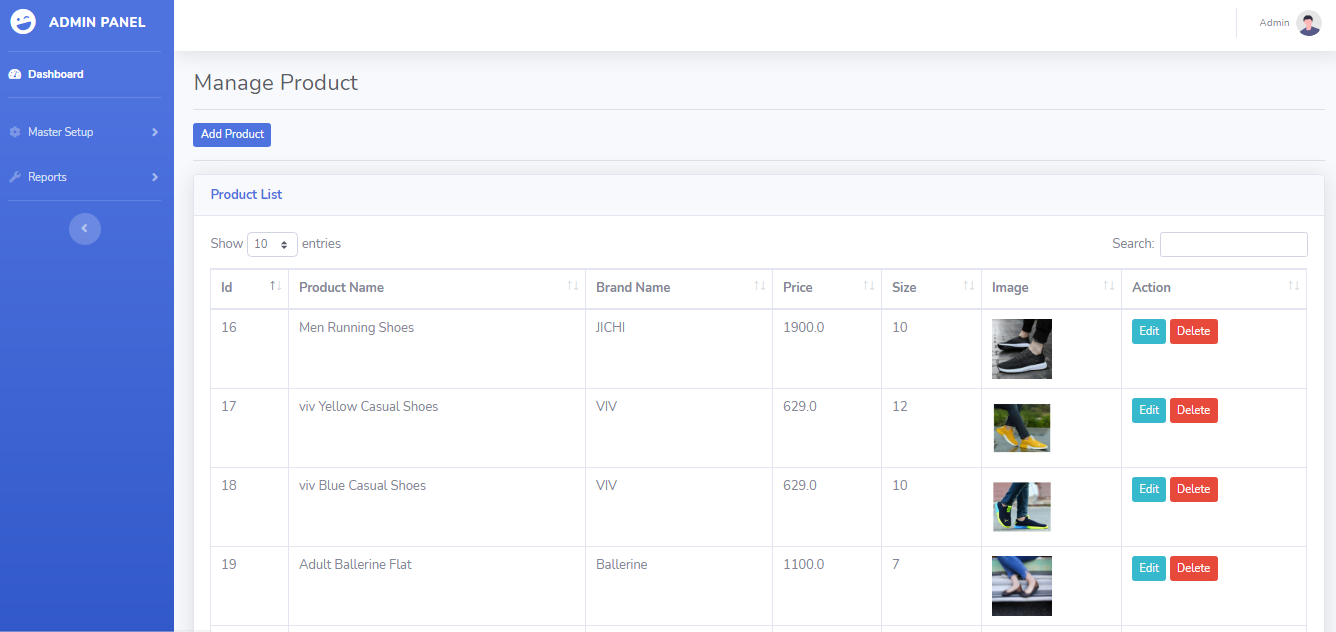 ADMIN PANEL
Admin
Dashboard
Manage Product
Master Setup
Add Product
Reports
Product List
Show 10 entries
Search:
Id Product Name Brand Name Price Size Image Action
16 Men Running Shoes JICHI 1900.0 10 Edit Delete
17 viv Yellow Casual Shoes VIV 629.0 12 Edit Delete
18 viv Blue Casual Shoes VIV 629.0 10 Edit Delete
19 Adult Ballerine Flat Ballerine 1100.0 7 Edit Delete